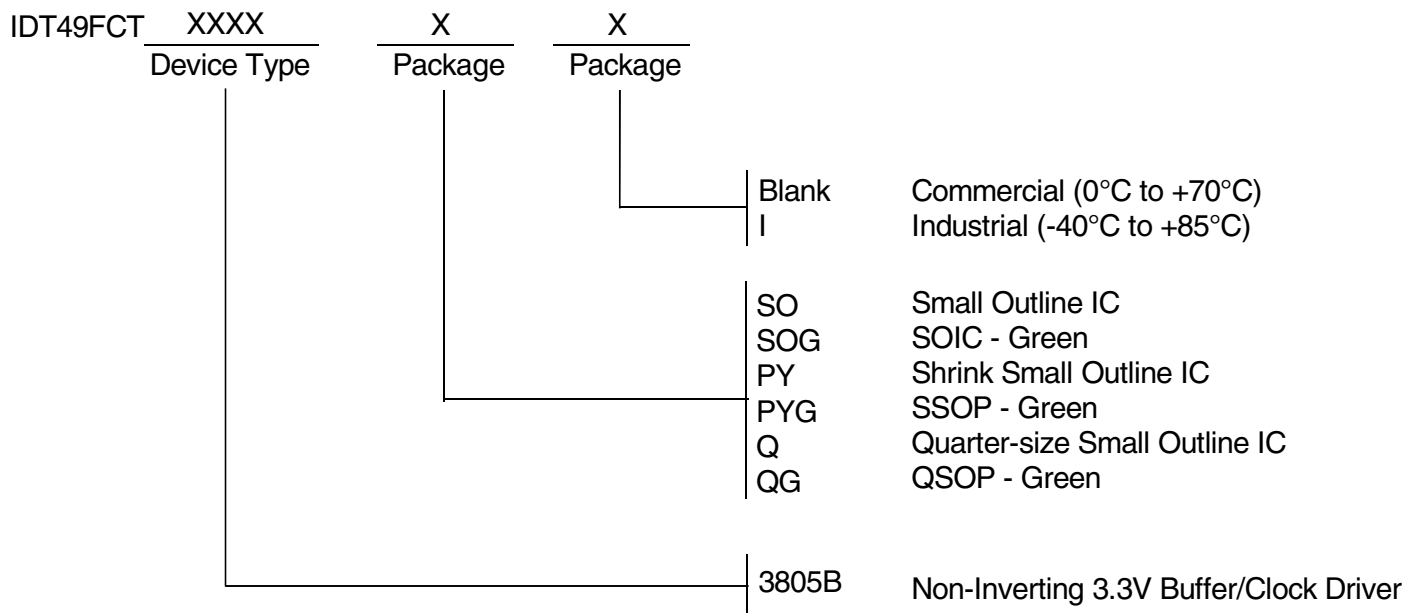 IDT49FCT XXXX X X
Device Type Package Package
Blank Commercial (0°C to +70°C)
I Industrial (-40°C to +85°C)
SO Small Outline IC
SOG SOIC - Green
PY Shrink Small Outline IC
PYG SSOP - Green
Q Quarter-size Small Outline IC
QG QSOP - Green
3805B Non-Inverting 3.3V Buffer/Clock Driver